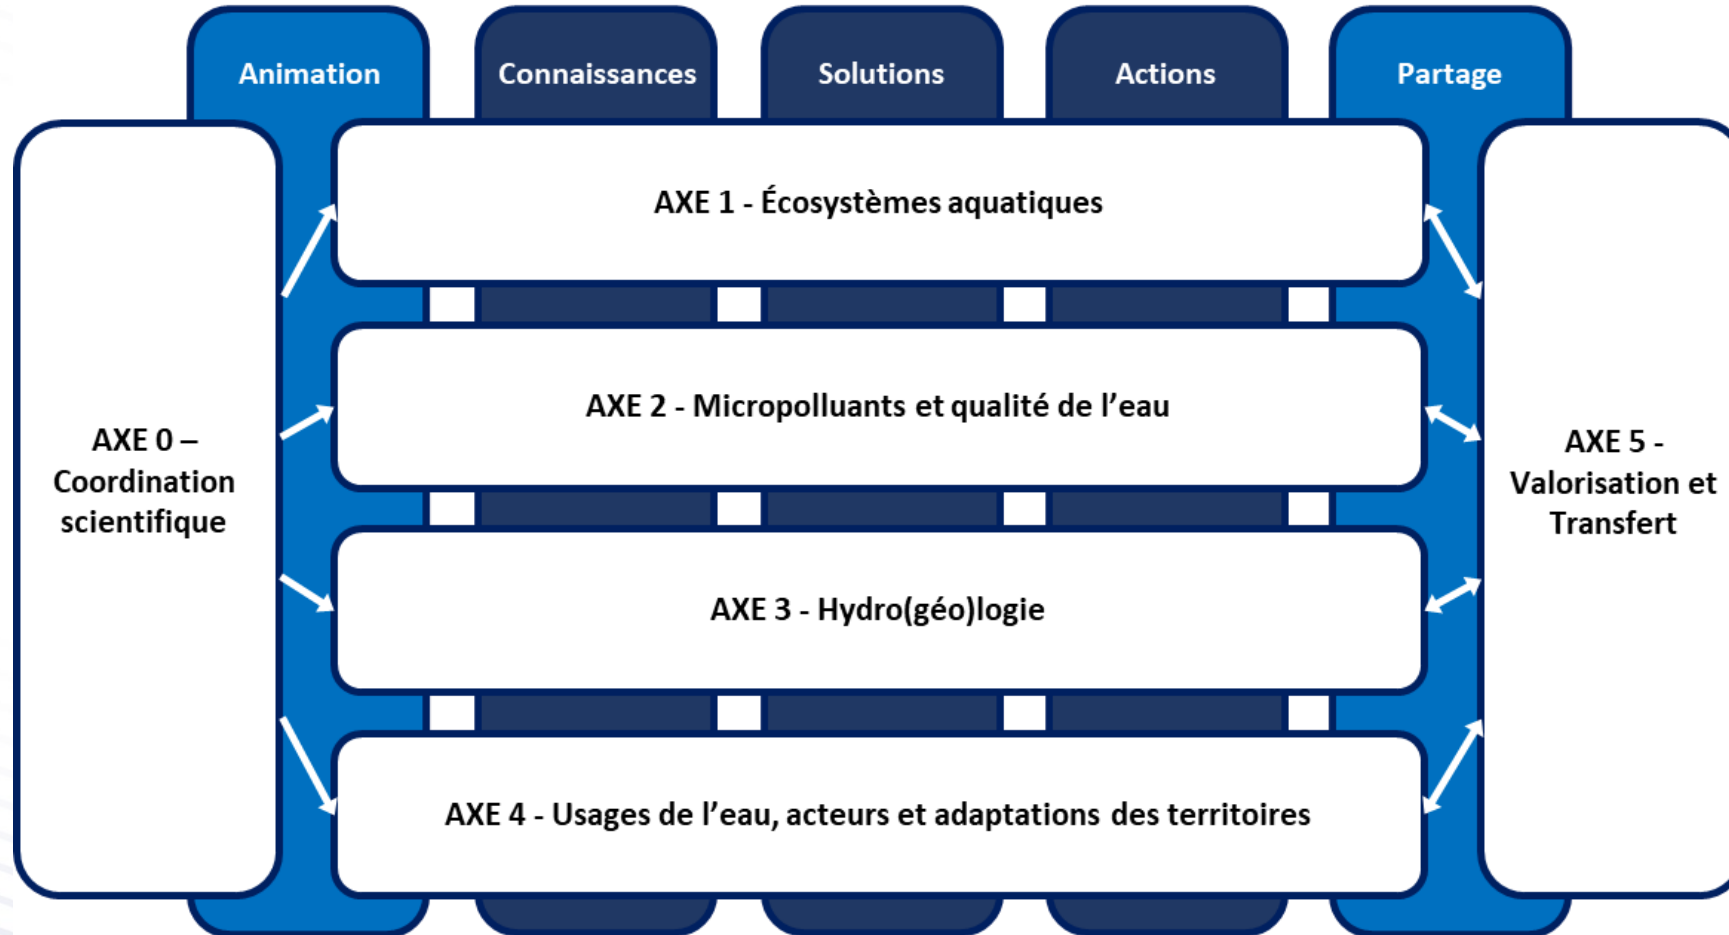 Animation
Connaissances
Solutions
Actions
Partage
AXE 0 –
Coordination
scientifique
AXE 1 - Écosystèmes aquatiques
AXE 2 - Micropolluants et qualité de l’eau
AXE 3 - Hydro(géo)logie
AXE 4 - Usages de l’eau, acteurs et adaptations des territoires
AXE 5 -
Valorisation et
Transfert